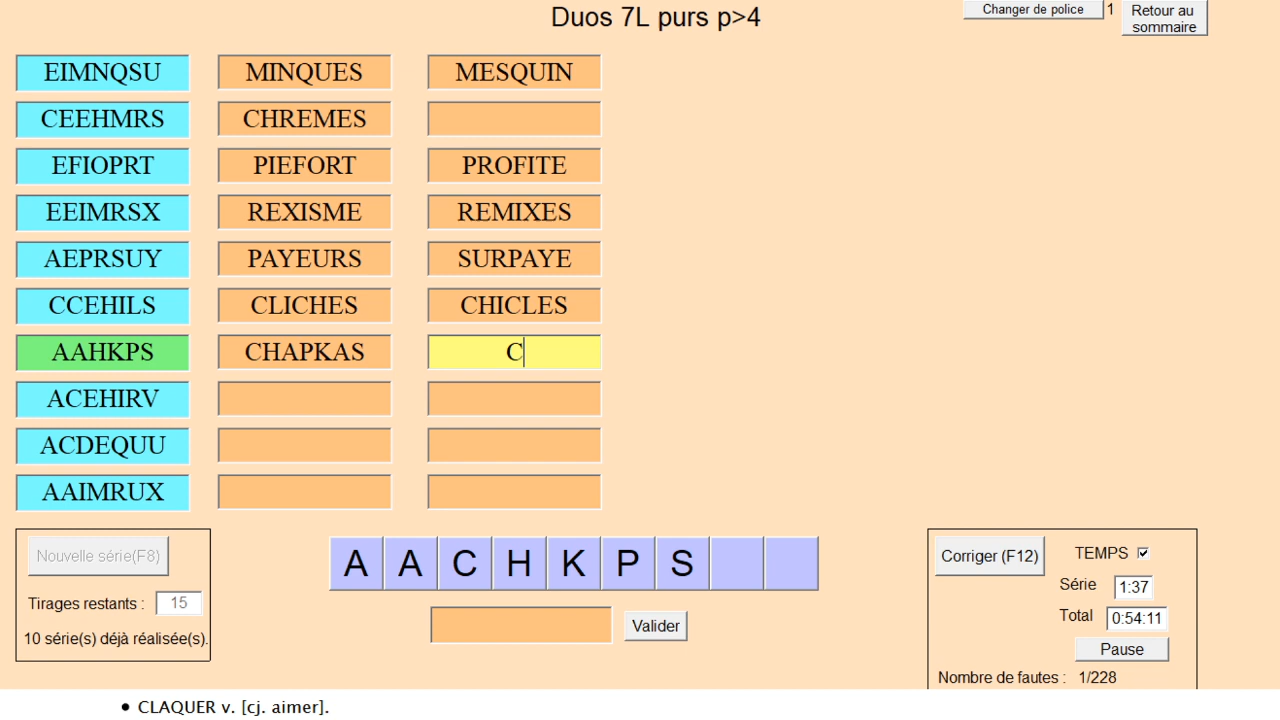 Duos 7L purs p>4
Changer de police
1
Retour au
sommaire
EIMNQSU MINQUES MESQUIN
CEEHMRS CHREMES
EFIOPRT PIEFORT PROFITE
EEIMRSX REXISME REMIXES
AEPRSUY PAYEURS SURPAYE
CCEHILS CLICHES CHICLES
AAHKPS CHAPKAS C
ACEHIRV
ACDEQUU
AAIMRUX
Nouvelle série(F8)
Tirages restants : 15
10 série(s) déjà réalisée(s).
A A C H K P S
Valider
Corriger (F12) TEMPS
Série 1:37
Total 0:54:11
Pause
Nombre de fautes : 1/228
• CLAQUER v. [cj. aimer].